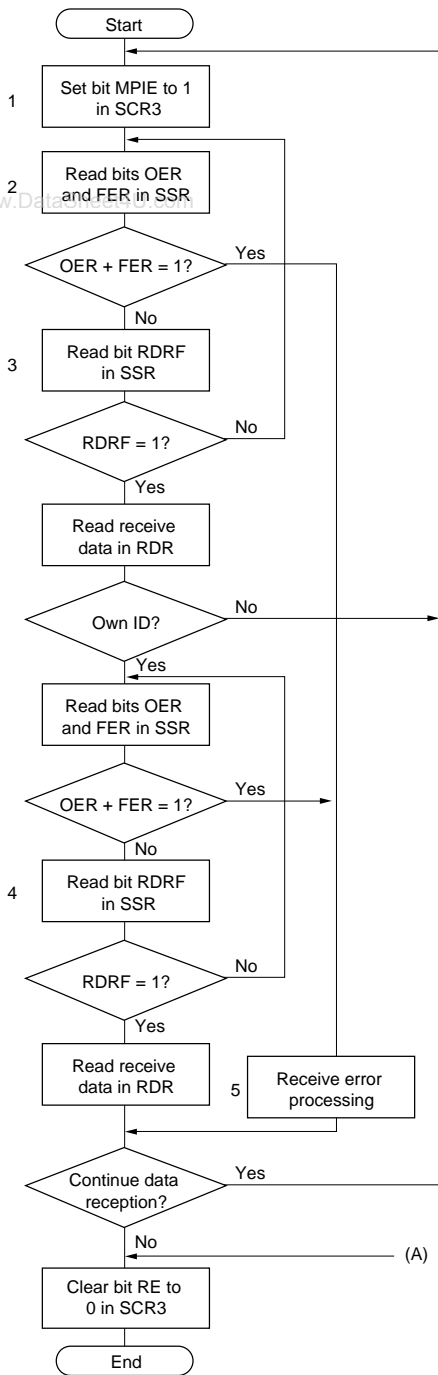 Start
1
Set bit MPIE to 1
in SCR3
2
Read bits OER
and FER in SSR
w.DataSheet4U.com
OER + FER = 1?
Yes
No
3
Read bit RDRF
in SSR
RDRF = 1?
No
Yes
Read receive
data in RDR
Own ID?
No
Yes
Read bits OER
and FER in SSR
OER + FER = 1?
Yes
No
4
Read bit RDRF
in SSR
RDRF = 1?
No
Yes
Read receive
data in RDR
5
Receive error
processing
Continue data
reception?
Yes
No
(A)
Clear bit RE to
0 in SCR3
End